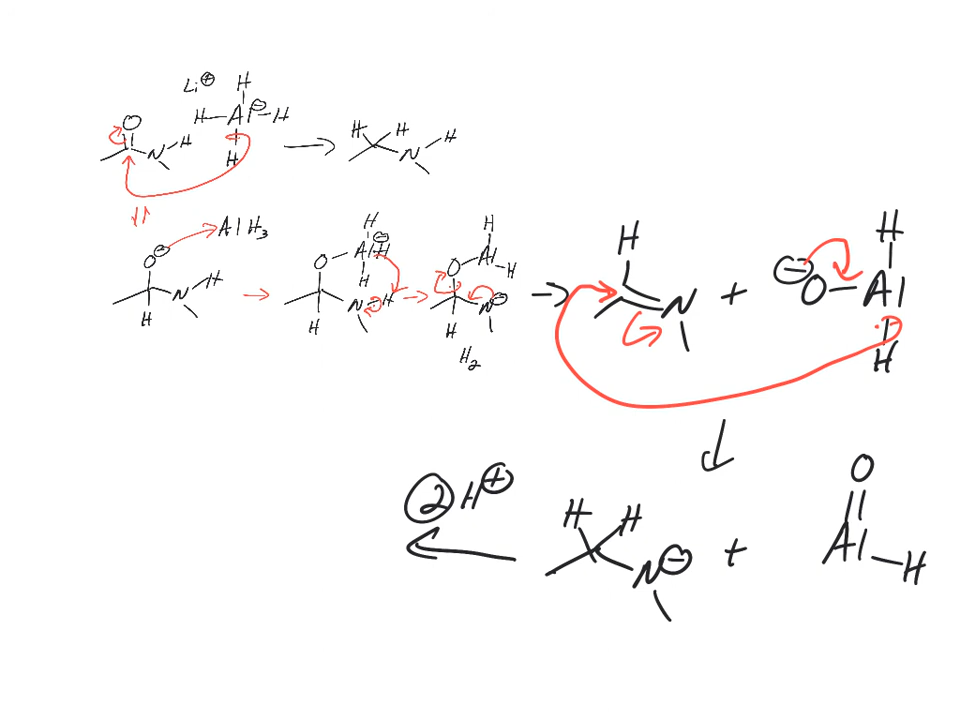 Li⊕ H
O H Al⊖ H
N H H H H N H
O⊖ AlH₃ H
O Al⊖ H H
H O Al H
H N H H N H H N⊖ H
H₂
H N + ⊖O Al H H
② H⊕
H H N⊖ + O Al H